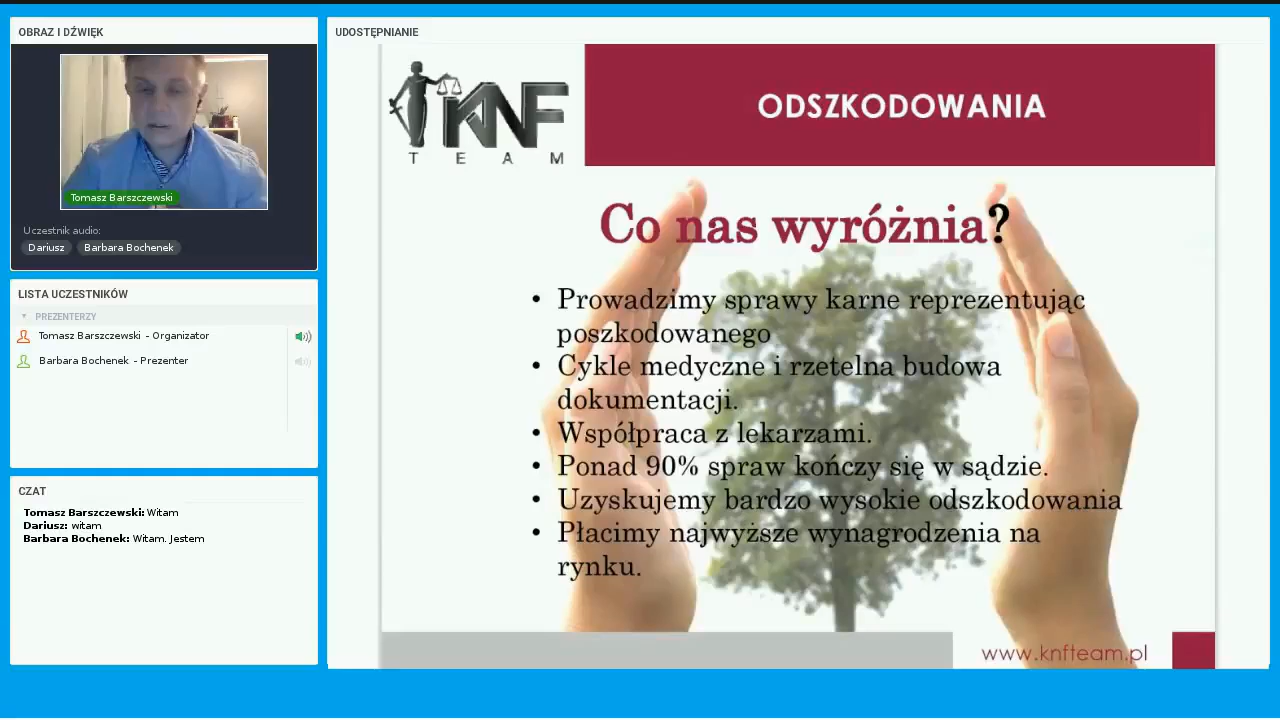 OBRAZ I DŹWIĘK
Tomasz Barszczewski
Uczestnik audio:
Dariusz Barbara Bochenek
LISTA UCZESTNIKÓW
PREZENTERZY
Tomasz Barszczewski - Organizator
Barbara Bochenek - Prezenter
CZAT
Tomasz Barszczewski: Witam
Dariusz: witam
Barbara Bochenek: Witam. Jestem
UDOSTĘPNIANIE
KNF
TEAM
ODSZKODOWANIA
Co nas wyróżnia?
• Prowadzimy sprawy karne reprezentując
poszkodowanego
• Cykle medyczne i rzetelna budowa
dokumentacji.
• Współpraca z lekarzami.
• Ponad 90% spraw kończy się w sądzie.
• Uzyskujemy bardzo wysokie odszkodowania
• Płacimy najwyższe wynagrodzenia na
rynku.
www.knfteam.pl